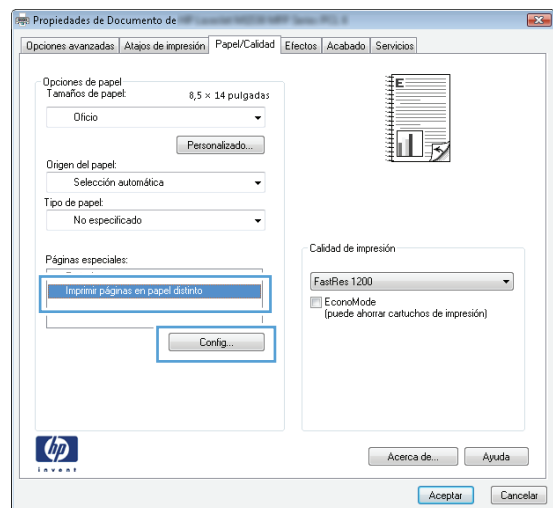 Propiedades de Documento de
Opciones avanzadas Atajos de impresión Papel/Calidad Efectos Acabado Servicios
Opciones de papel
Tamaños de papel: 8,5 × 14 pulgadas
Oficio
Personalizado...
Origen del papel:
Selección automática
Tipo de papel:
No especificado
Páginas especiales:
Imprimir páginas en papel distinto
Config...
E
Calidad de impresión
FastRes 1200
EconoMode
(puede ahorrar cartuchos de impresión)
hp
invent
Acerca de... Ayuda
Aceptar Cancelar